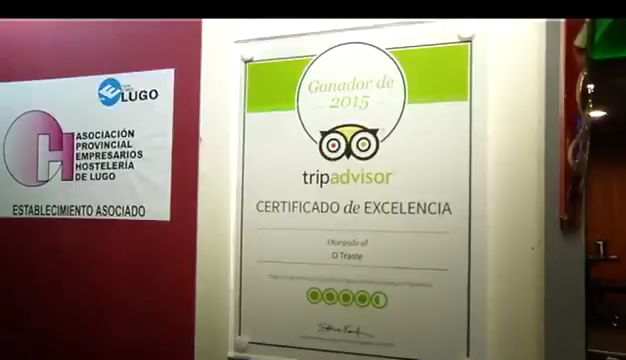 LUGO
ASOCIACIÓN
PROVINCIAL
EMPRESARIOS
HOSTELERÍA
DE LUGO
ESTABLECIMIENTO ASOCIADO
Ganador de
2015
tripadvisor
CERTIFICADO de EXCELENCIA
Otorgado al
O Traste